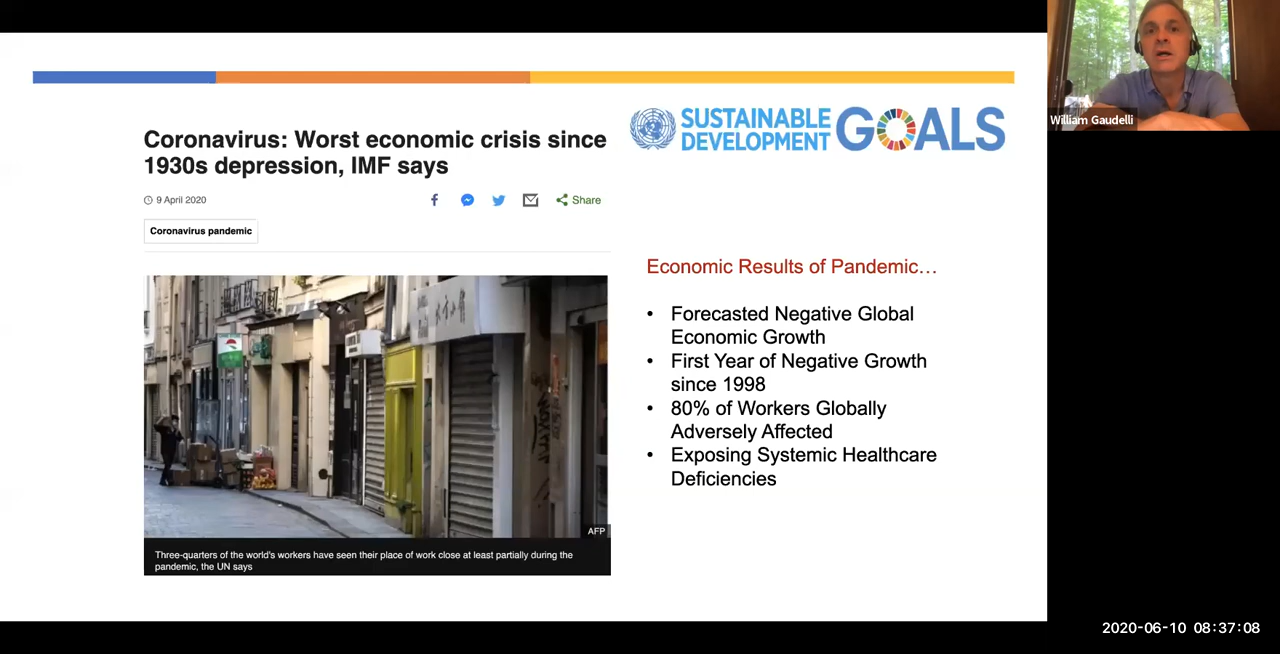 Coronavirus: Worst economic crisis since
1930s depression, IMF says
9 April 2020
Share
Coronavirus pandemic
AFP
Three-quarters of the world's workers have seen their place of work close at least partially during the
pandemic, the UN says
SUSTAINABLE
DEVELOPMENT
GOALS
Economic Results of Pandemic…
• Forecasted Negative Global
Economic Growth
• First Year of Negative Growth
since 1998
• 80% of Workers Globally
Adversely Affected
• Exposing Systemic Healthcare
Deficiencies
William Gaudelli
2020-06-10 08:37:08